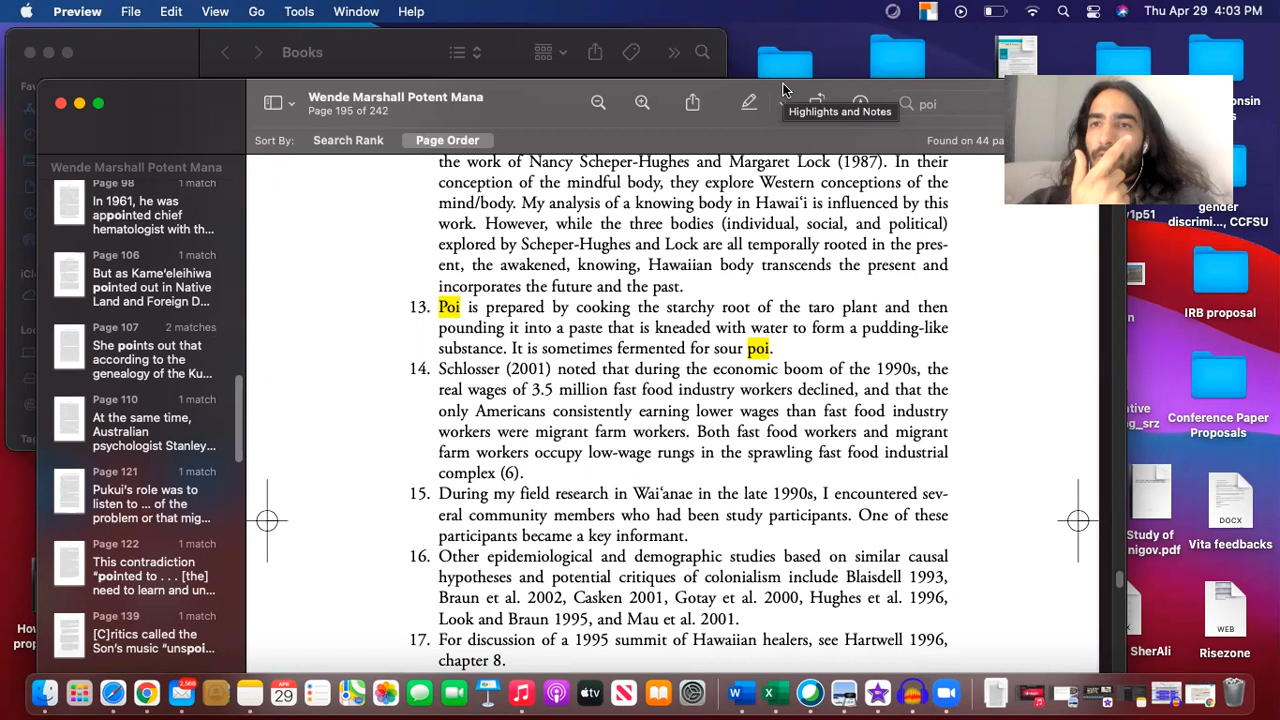 Preview File Edit View Go Tools Window Help Thu Apr 29 4:03 PM
Books
Wende Marshall Potent Mana
Page 195 of 242
poi
Highlights and Notes
Sort By: Search Rank Page Order
Found on 44 pa
Wende Marshall Potent Mana
Page 98 1 match
In 1961, he was
appointed chief
hematologist with th...
Page 106 1 match
But as Kameʻeleihiwa
pointed out in Native
Land and Foreign D...
Page 107 2 matches
She points out that
according to the
genealogy of the Ku...
Page 110 1 match
At the same time,
Australian
psychologist Stanley...
Page 121 1 match
Pukui's role was to
listen to ... of the
problem or that mig...
Page 122 1 match
This contradiction
"pointed to . . . [the]
need to learn and un...
Page 139 1 match
[C]ritics called the
Son's music "unspoi...
the work of Nancy Scheper-Hughes and Margaret Lock (1987). In their
conception of the mindful body, they explore Western conceptions of the
mind/body. My analysis of a knowing body in Hawaiʻi is influenced by this
work. However, while the three bodies (individual, social, and political)
explored by Scheper-Hughes and Lock are all temporally rooted in the pres-
ent, the awakened, knowing, Hawaiian body transcends the present and
incorporates the future and the past.
13. Poi is prepared by cooking the starchy root of the taro plant and then
pounding it into a paste that is kneaded with water to form a pudding-like
substance. It is sometimes fermented for sour poi.
14. Schlosser (2001) noted that during the economic boom of the 1990s, the
real wages of 3.5 million fast food industry workers declined, and that the
only Americans consistently earning lower wages than fast food industry
workers were migrant farm workers. Both fast food workers and migrant
farm workers occupy low-wage rungs in the sprawling fast food industrial
complex (6).
15. During my field research in Waiʻanae in the late 1990s, I encountered sev-
eral community members who had been study participants. One of these
participants became a key informant.
16. Other epidemiological and demographic studies based on similar causal
hypotheses and potential critiques of colonialism include Blaisdell 1993,
Braun et al. 2002, Casken 2001, Gotay et al. 2000, Hughes et al. 1996,
Look and Braun 1995, and Mau et al. 2001.
17. For discussion of a 1995 summit of Hawaiian healers, see Hartwell 1996,
chapter 8.
onsin
y1p51
gender
discrimi..., CCFSU
IRB proposal
ative
ng_srz
Conference Paper
Proposals
DOCX
Study of
nigov.pdf
Vita feedbacks
WEB
SherAli
Risezone
2,568
APR
29
tv